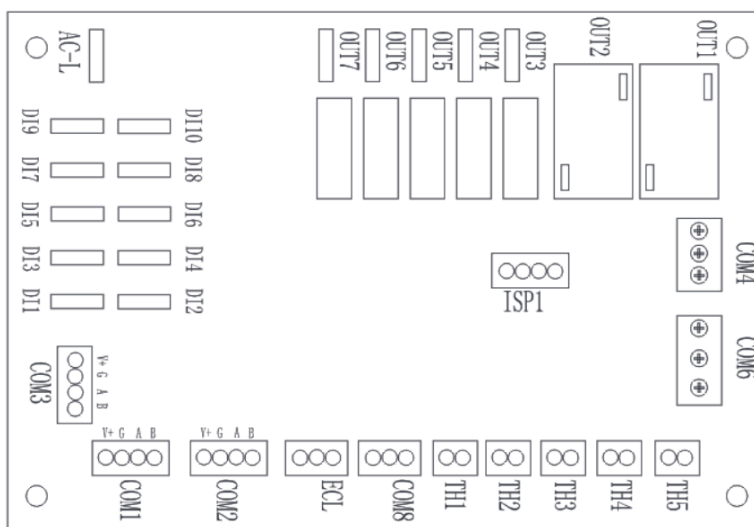 AC-L
OUT7
OUT6
OUT5
OUT4
OUT3
OUT2
OUT1
DI9
DI10
DI7
DI8
DI5
DI6
DI3
DI4
DI1
DI2
ISP1
COM4
COM6
COM3
V+ G A B
V+ G A B
V+ G A B
COM1
COM2
ECL
COM8
TH1
TH2
TH3
TH4
TH5